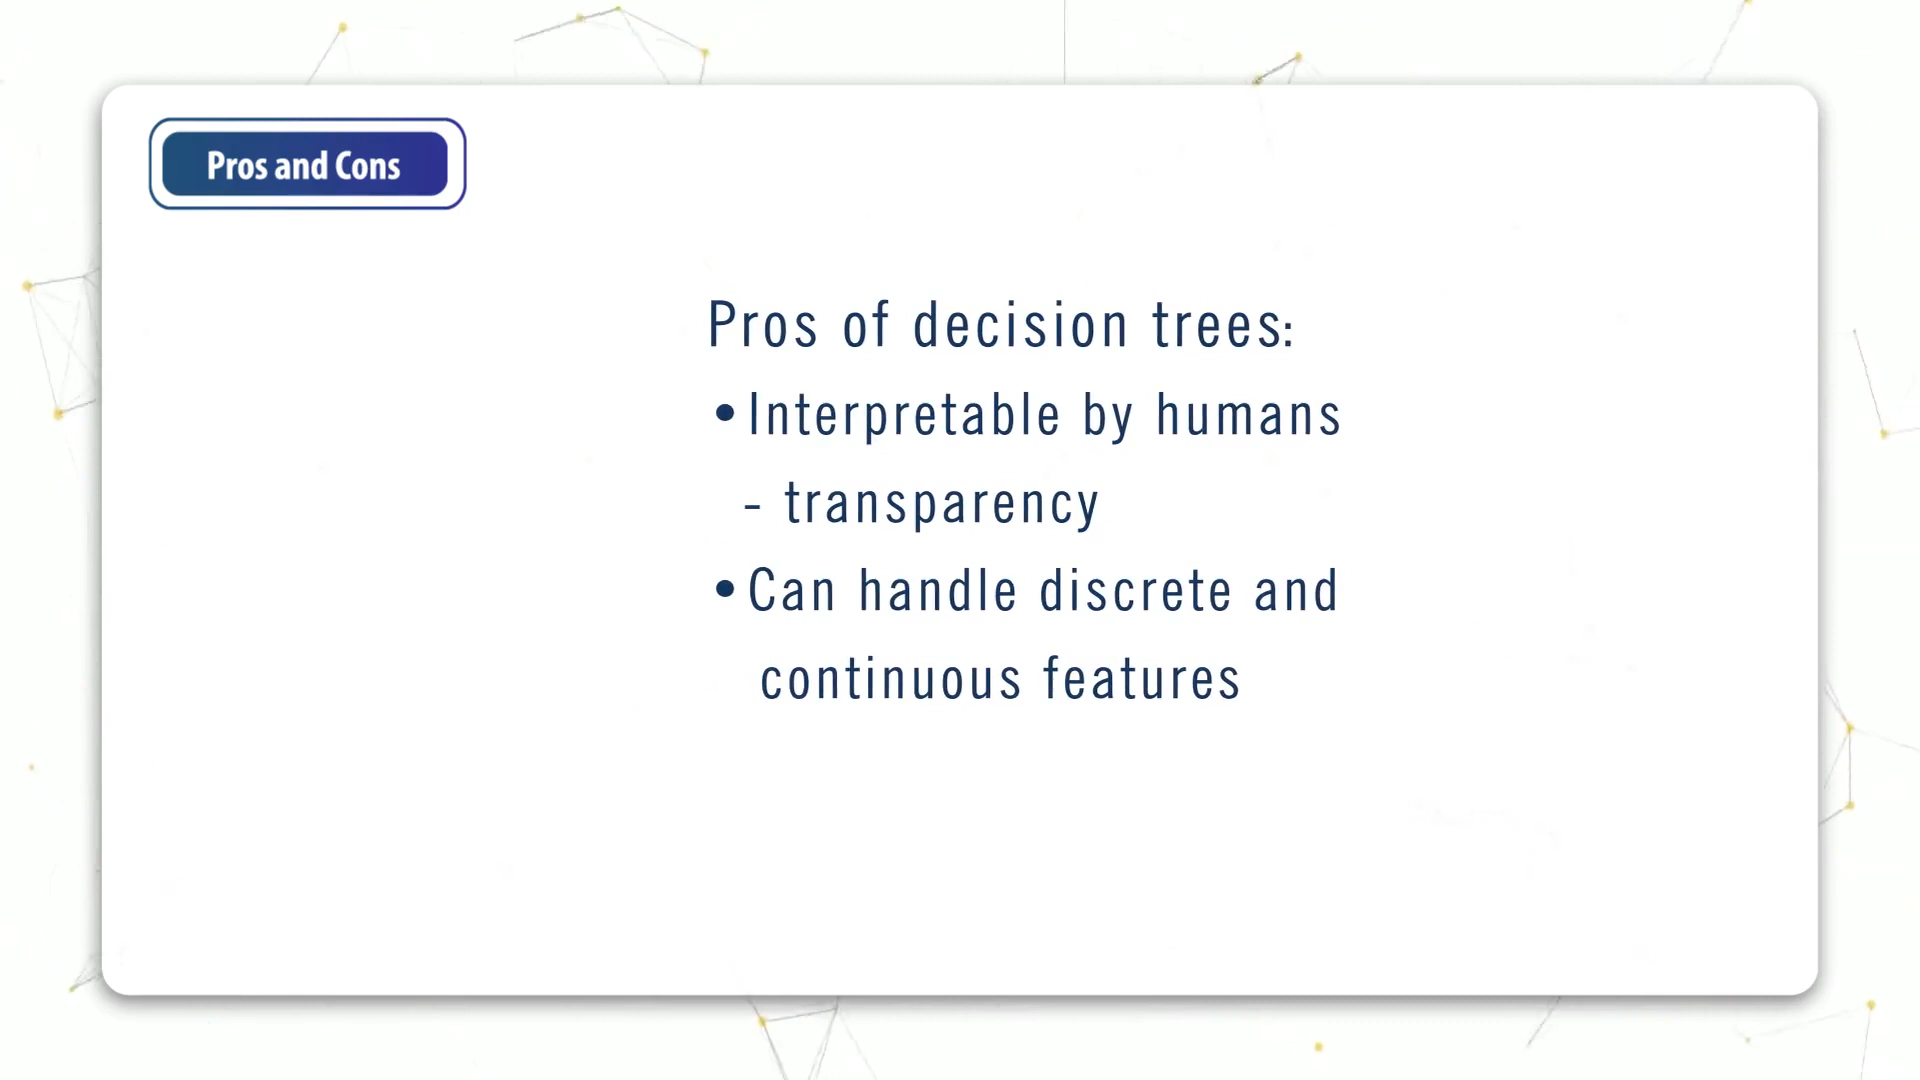 Pros and Cons
Pros of decision trees:
•Interpretable by humans
- transparency
•Can handle discrete and
continuous features